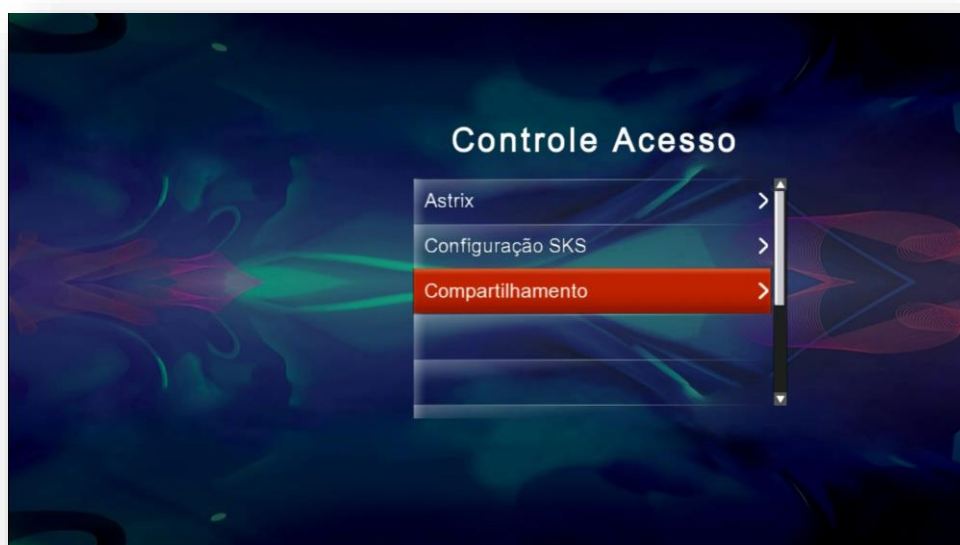 Controle Acesso
Astrix
Configuração SKS
Compartilhamento